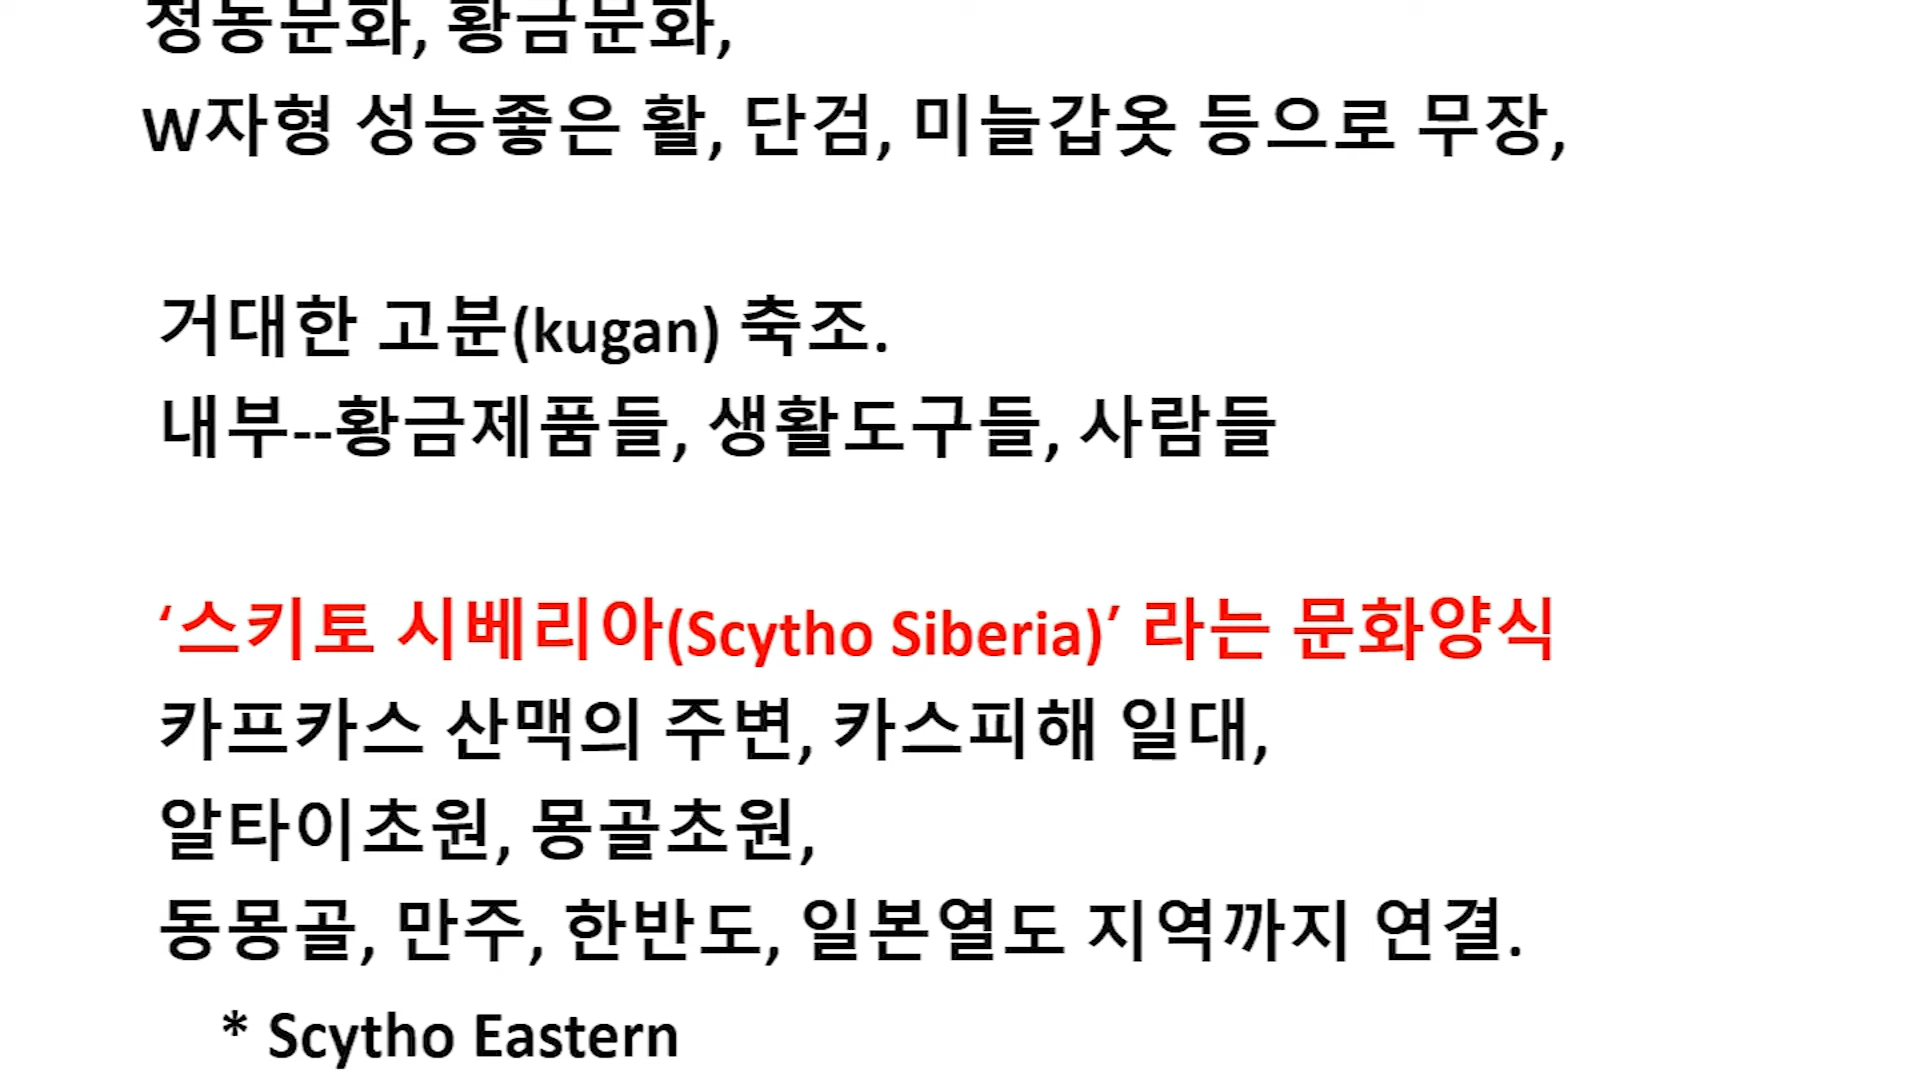 청동문화, 황금문화,
W자형 성능좋은 활, 단검, 미늘갑옷 등으로 무장,
거대한 고분(kugan) 축조.
내부--황금제품들, 생활도구들, 사람들
‘스키토 시베리아(Scytho Siberia)’ 라는 문화양식
카프카스 산맥의 주변, 카스피해 일대,
알타이초원, 몽골초원,
동몽골, 만주, 한반도, 일본열도 지역까지 연결.
* Scytho Eastern